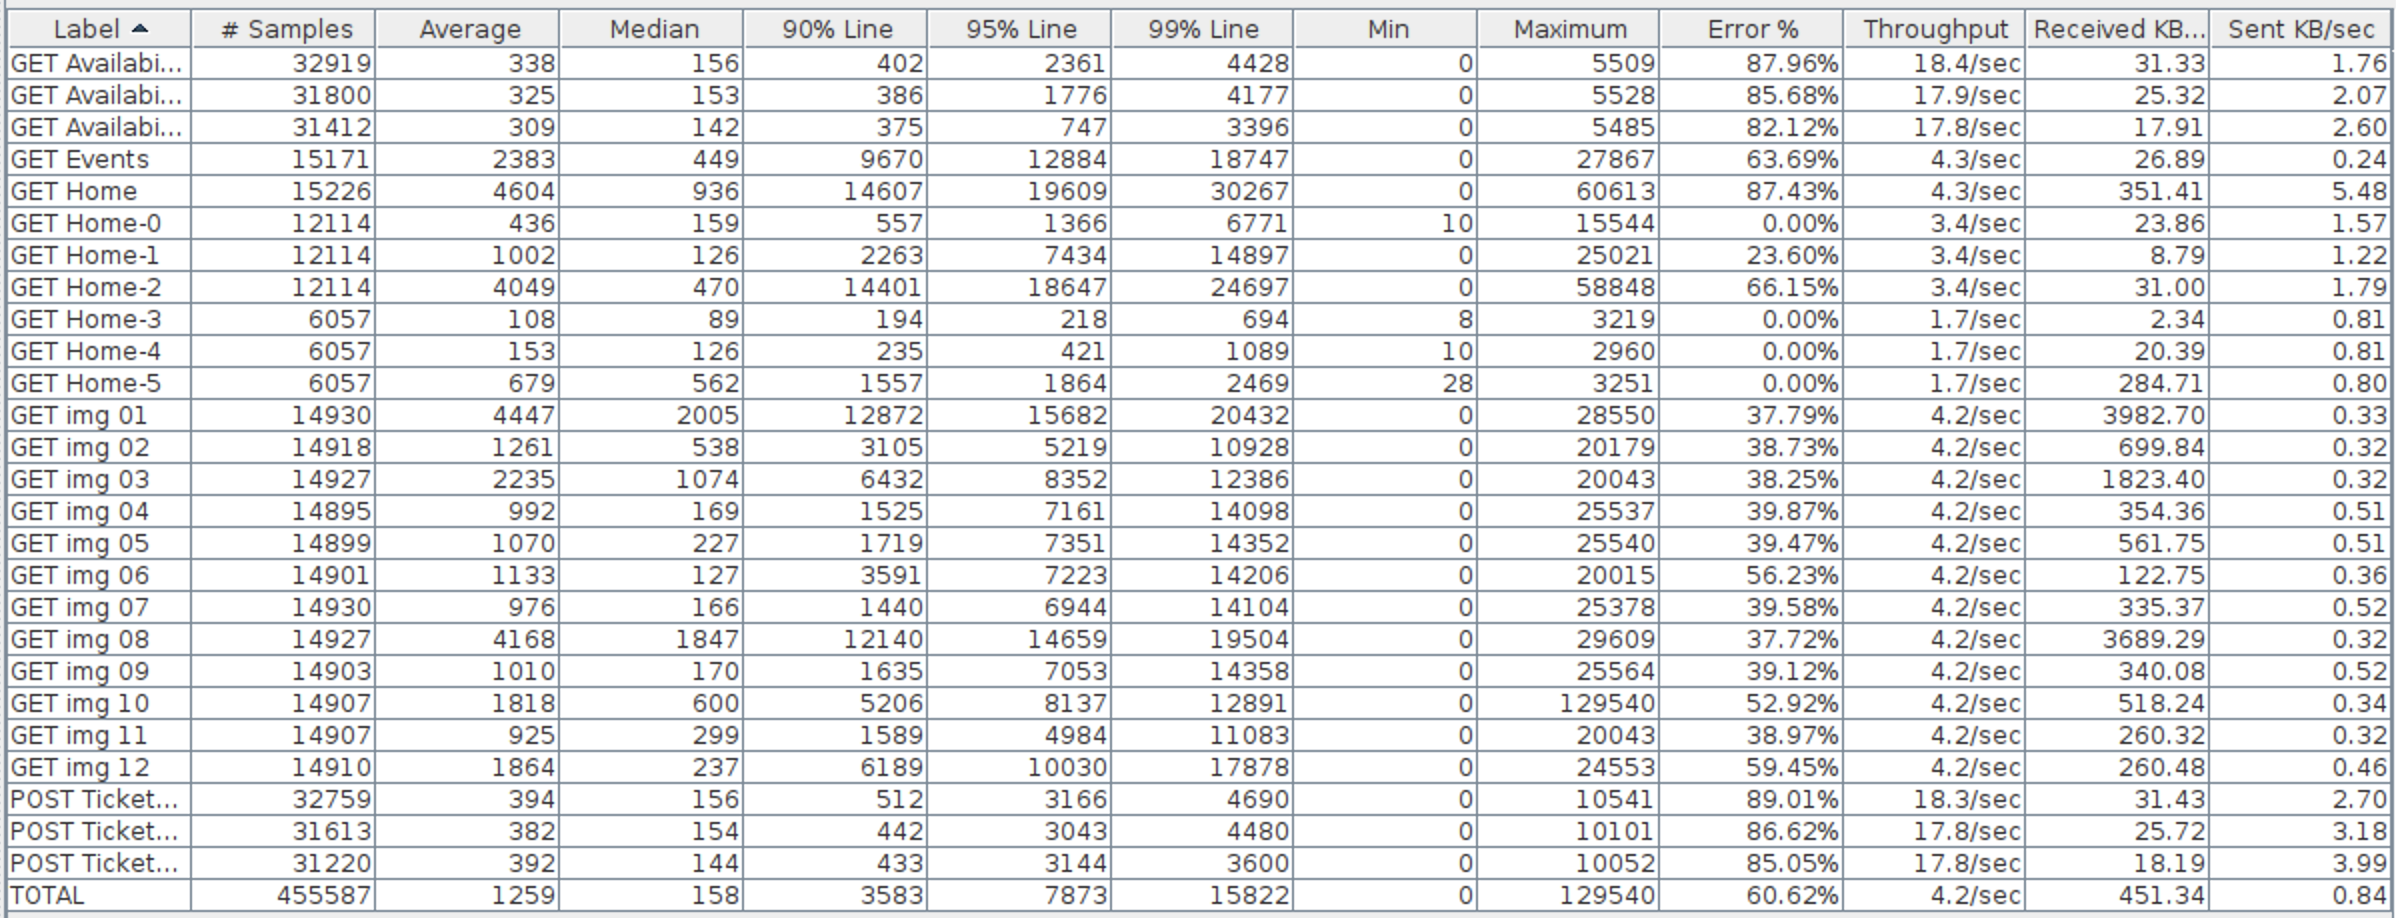 Label # Samples Average Median 90% Line 95% Line 99% Line Min Maximum Error % Throughput Received KB... Sent KB/sec
GET Availabi... 32919 338 156 402 2361 4428 0 5509 87.96% 18.4/sec 31.33 1.76
GET Availabi... 31800 325 153 386 1776 4177 0 5528 85.68% 17.9/sec 25.32 2.07
GET Availabi... 31412 309 142 375 747 3396 0 5485 82.12% 17.8/sec 17.91 2.60
GET Events 15171 2383 449 9670 12884 18747 0 27867 63.69% 4.3/sec 26.89 0.24
GET Home 15226 4604 936 14607 19609 30267 0 60613 87.43% 4.3/sec 351.41 5.48
GET Home-0 12114 436 159 557 1366 6771 10 15544 0.00% 3.4/sec 23.86 1.57
GET Home-1 12114 1002 126 2263 7434 14897 0 25021 23.60% 3.4/sec 8.79 1.22
GET Home-2 12114 4049 470 14401 18647 24697 0 58848 66.15% 3.4/sec 31.00 1.79
GET Home-3 6057 108 89 194 218 694 8 3219 0.00% 1.7/sec 2.34 0.81
GET Home-4 6057 153 126 235 421 1089 10 2960 0.00% 1.7/sec 20.39 0.81
GET Home-5 6057 679 562 1557 1864 2469 28 3251 0.00% 1.7/sec 284.71 0.80
GET img 01 14930 4447 2005 12872 15682 20432 0 28550 37.79% 4.2/sec 3982.70 0.33
GET img 02 14918 1261 538 3105 5219 10928 0 20179 38.73% 4.2/sec 699.84 0.32
GET img 03 14927 2235 1074 6432 8352 12386 0 20043 38.25% 4.2/sec 1823.40 0.32
GET img 04 14895 992 169 1525 7161 14098 0 25537 39.87% 4.2/sec 354.36 0.51
GET img 05 14899 1070 227 1719 7351 14352 0 25540 39.47% 4.2/sec 561.75 0.51
GET img 06 14901 1133 127 3591 7223 14206 0 20015 56.23% 4.2/sec 122.75 0.36
GET img 07 14930 976 166 1440 6944 14104 0 25378 39.58% 4.2/sec 335.37 0.52
GET img 08 14927 4168 1847 12140 14659 19504 0 29609 37.72% 4.2/sec 3689.29 0.32
GET img 09 14903 1010 170 1635 7053 14358 0 25564 39.12% 4.2/sec 340.08 0.52
GET img 10 14907 1818 600 5206 8137 12891 0 129540 52.92% 4.2/sec 518.24 0.34
GET img 11 14907 925 299 1589 4984 11083 0 20043 38.97% 4.2/sec 260.32 0.32
GET img 12 14910 1864 237 6189 10030 17878 0 24553 59.45% 4.2/sec 260.48 0.46
POST Ticket... 32759 394 156 512 3166 4690 0 10541 89.01% 18.3/sec 31.43 2.70
POST Ticket... 31613 382 154 442 3043 4480 0 10101 86.62% 17.8/sec 25.72 3.18
POST Ticket... 31220 392 144 433 3144 3600 0 10052 85.05% 17.8/sec 18.19 3.99
TOTAL 455587 1259 158 3583 7873 15822 0 129540 60.62% 4.2/sec 451.34 0.84